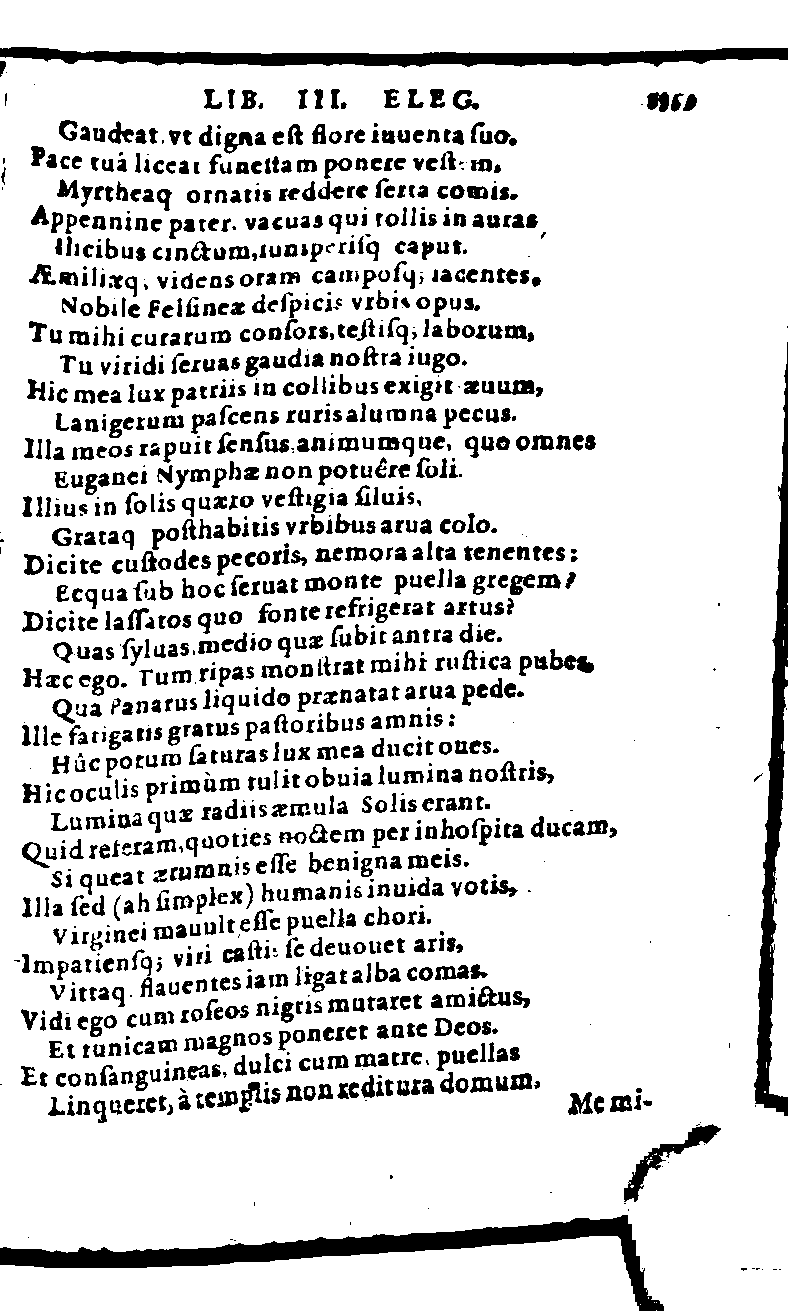 LIB. III. ELEG.
Gaudeat, vt digna est flore iuuenta suo.
Pace tuâ liceat funestam ponere vestem,
Myrtheaq ornatis reddere serta comis.
Appennine pater, vacuas qui tollis in auras,
Ilicibus cinctum, iuniperisq caput.
Æmiliæq; videns oram camposq; iacentes,
Nobile Felsineæ despicis vrbis opus.
Tu mihi curarum consors, testisq; laborum,
Tu viridi seruas gaudia nostra iugo.
Hic mea lux patriis in collibus exigit æuum,
Lanigerum pascens ruris alumna pecus.
Illa meos rapuit sensus, animumque, quo omnes
Euganei Nymphæ non potuêre soli.
Illius in solis quæro vestigia siluis,
Grataq posthabitis vrbibus arua colo.
Dicite custodes pecoris, nemora alta tenentes:
Ecqua sub hoc seruat monte puella gregem?
Dicite lassatos quo fonte refrigerat artus?
Quas syluas, medio quæ subit antra die.
Hæc ego. Tum ripas monstrat mihi rustica pubes,
Qua Panarus liquido prænatat arua pede.
Ille fatigatis gratus pastoribus amnis:
Hûc potum saturas lux mea ducit oues.
Hic oculis primùm tulit obuia lumina nostris,
Lumina quæ radiis æmula Solis erant.
Quid referam, quoties noctem per inhospita ducam,
Si queat ærumnis esse benigna meis.
Illa sed (ah simplex) humanis inuida votis,
Virginei mauult esse puella chori.
Impatiensq; viri castis se deuouet aris,
Vittaq flauentes iam ligat alba comas.
Vidi ego cum roseos nigris mutaret amictus,
Et tunicam magnos poneret ante Deos.
Et consanguineas, dulci cum matre, puellas
Linqueret, à templis non reditura domum.
Me mi-